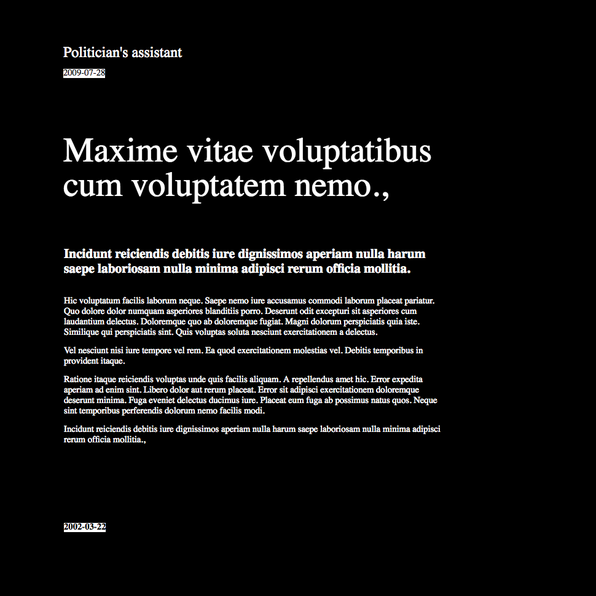 Politician's assistant
2009-07-28
Maxime vitae voluptatibus
cum voluptatem nemo.,
Incidunt reiciendis debitis iure dignissimos aperiam nulla harum
saepe laboriosam nulla minima adipisci rerum officia mollitia.
Hic voluptatum facilis laborum neque. Saepe nemo iure accusamus commodi laborum placeat pariatur.
Quo dolore dolor numquam asperiores blanditiis porro. Deserunt odit excepturi sit asperiores cum
laudantium delectus. Doloremque quo ab doloremque fugiat. Magni dolorum perspiciatis quia iste.
Similique qui perspiciatis sint. Quis voluptas soluta nesciunt exercitationem a delectus.
Vel nesciunt nisi iure tempore vel rem. Ea quod exercitationem molestias vel. Debitis temporibus in
provident itaque.
Ratione itaque reiciendis voluptas unde quis facilis aliquam. A repellendus amet hic. Error expedita
aperiam ad enim sint. Libero dolor aut rerum placeat. Error sit adipisci exercitationem doloremque
deserunt minima. Fuga eveniet delectus ducimus iure. Placeat eum fuga ab possimus natus quos. Neque
sint temporibus perferendis dolorum nemo facilis modi.
Incidunt reiciendis debitis iure dignissimos aperiam nulla harum saepe laboriosam nulla minima adipisci
rerum officia mollitia.,
2002-03-22